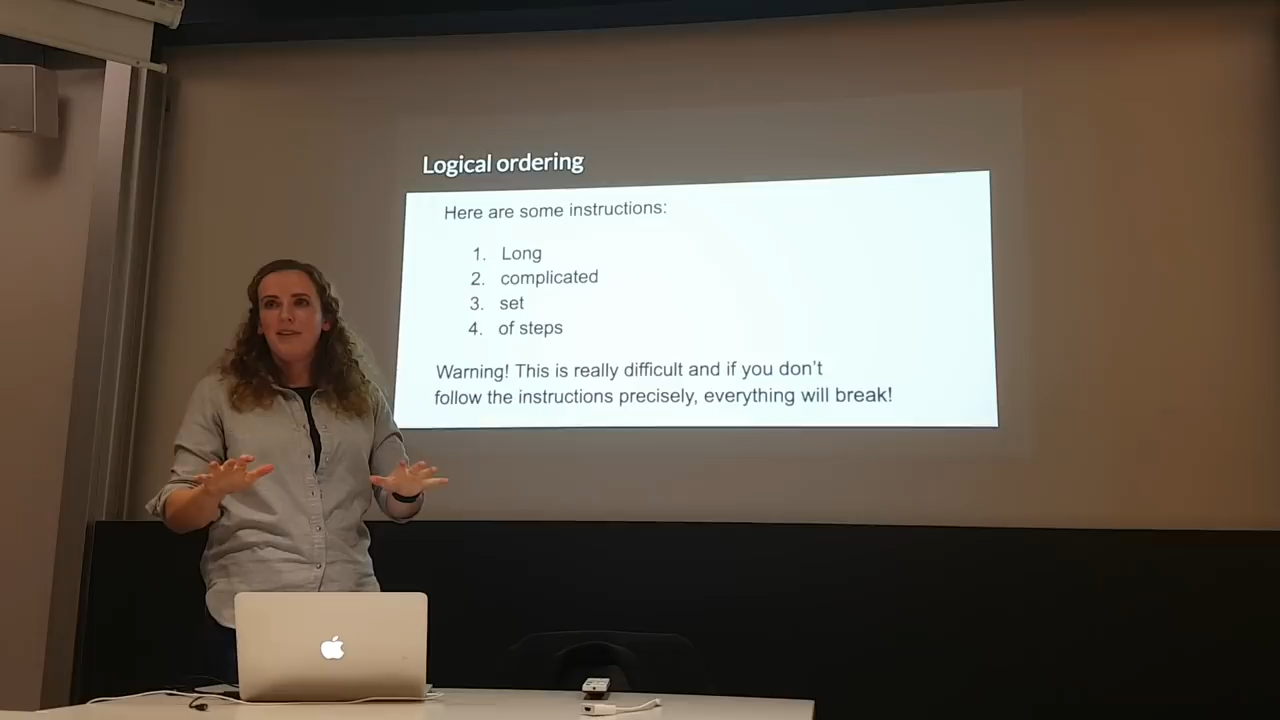 Logical ordering
Here are some instructions:
1. Long
2. complicated
3. set
4. of steps
Warning! This is really difficult and if you don't
follow the instructions precisely, everything will break!